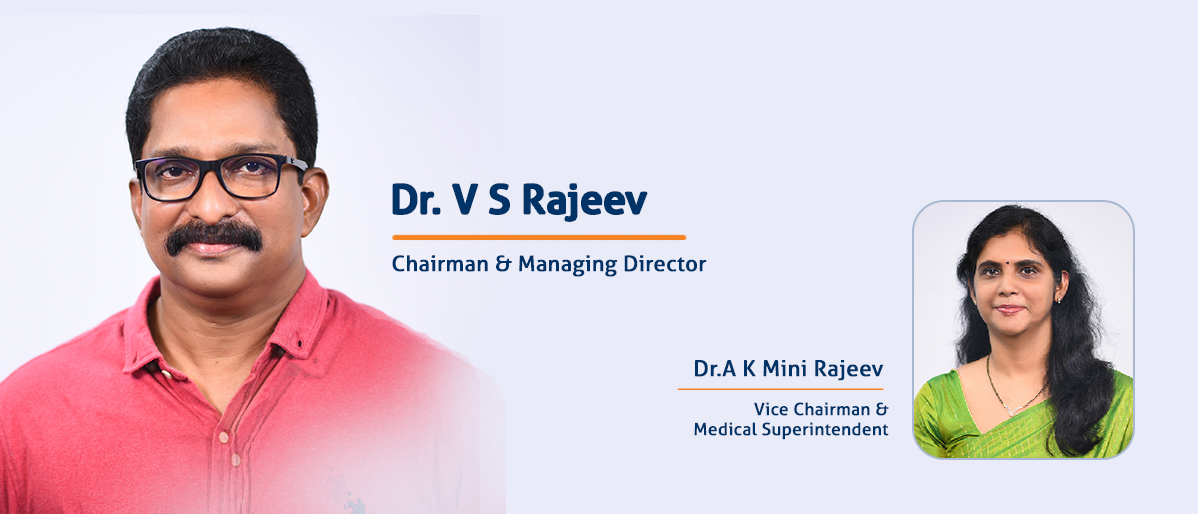 Dr. V S Rajeev
Chairman & Managing Director
Dr.A K Mini Rajeev
Vice Chairman &
Medical Superintendent